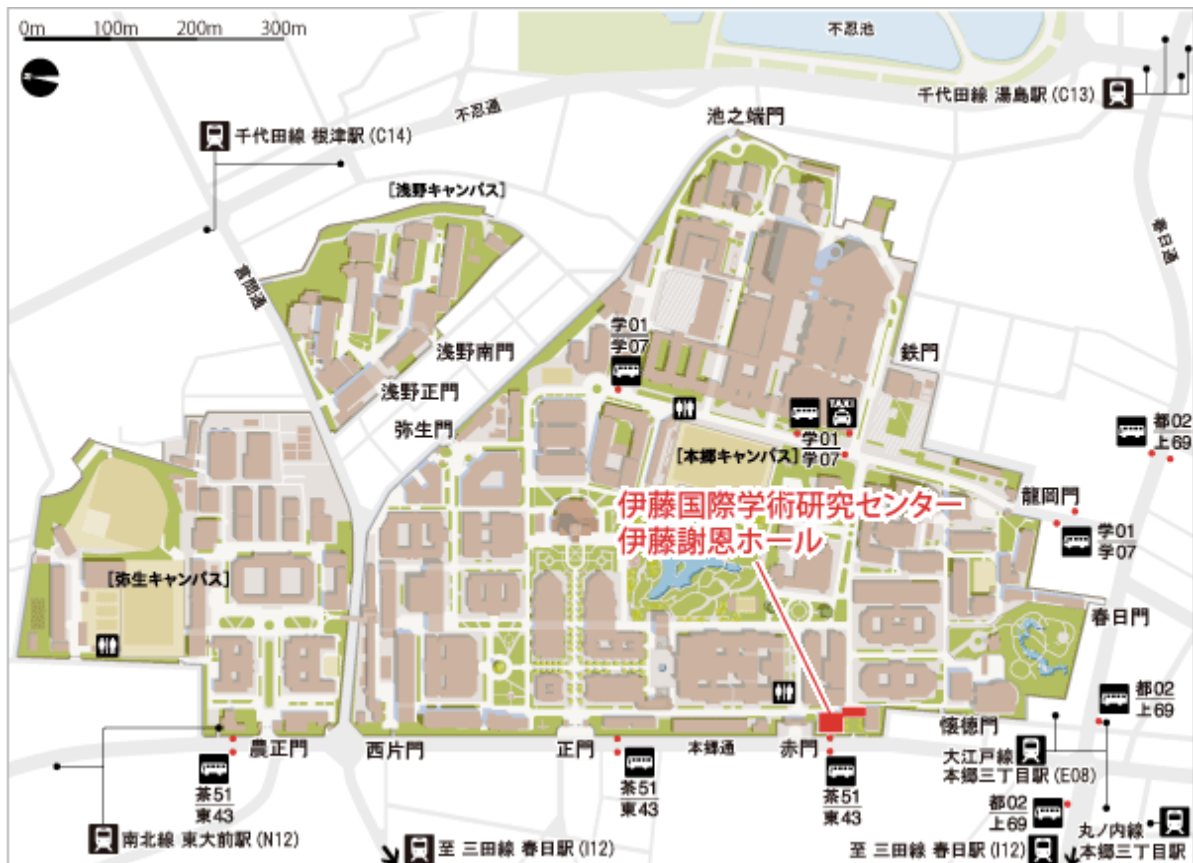 0m 100m 200m 300m
不忍池
千代田線 湯島駅 (C13)
不忍通
池之端門
千代田線 根津駅 (C14)
[浅野キャンパス]
春日通
言問通
学01
学07
浅野南門
鉄門
浅野正門
TAXI
弥生門
学01
学07
[本郷キャンパス]
都02
上69
伊藤国際学術研究センター
伊藤謝恩ホール
龍岡門
学01
学07
[弥生キャンパス]
春日門
都02
上69
農正門
西片門
正門
本郷通
赤門
懐徳門
大江戸線
本郷三丁目駅 (E08)
茶51
東43
茶51
東43
茶51
東43
都02
上69
南北線 東大前駅 (N12)
至 三田線 春日駅 (I12)
至 三田線 春日駅 (I12)
丸ノ内線
本郷三丁目駅